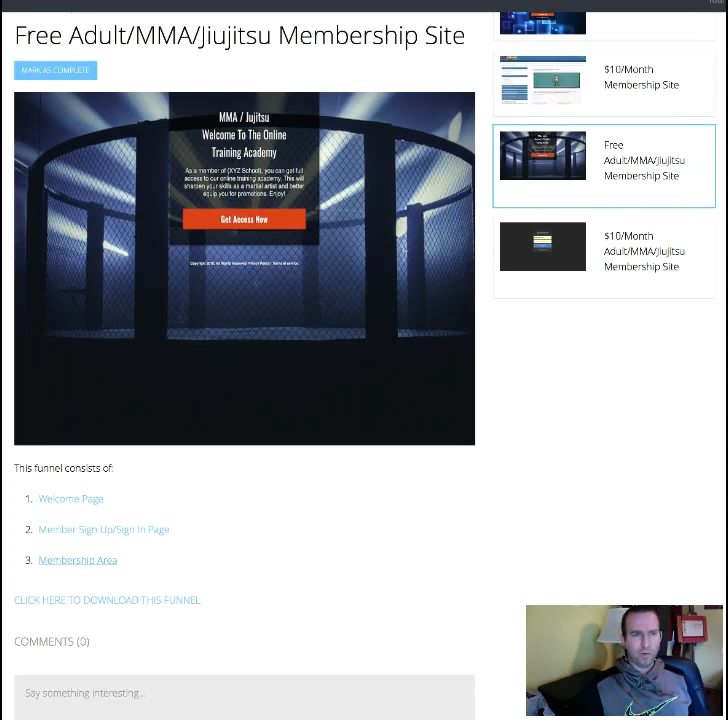 Free Adult/MMA/Jiujitsu Membership Site
MARK AS COMPLETE
MMA / Jujitsu
Welcome To The Online
Training Academy
As a member of (XYZ School), you can get full
access to our online training academy. This will
sharpen your skills as a martial artist and better
equip you for promotions. Enjoy!
Get Access Now
This funnel consists of:
1. Welcome Page
2. Member Sign Up/Sign In Page
3. Membership Area
CLICK HERE TO DOWNLOAD THIS FUNNEL
COMMENTS (0)
Say something interesting...
$10/Month
Membership Site
Free
Adult/MMA/Jiujitsu
Membership Site
$10/Month
Adult/MMA/Jiujitsu
Membership Site